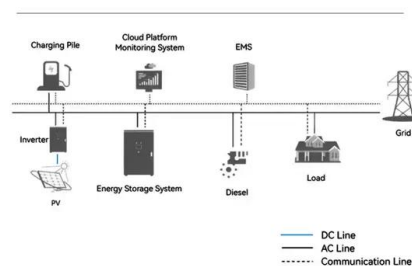 Charging Pile
Cloud Platform
Monitoring System
EMS
Grid
Inverter
PV
Energy Storage System
Diesel
Load
DC Line
AC Line
Communication Line